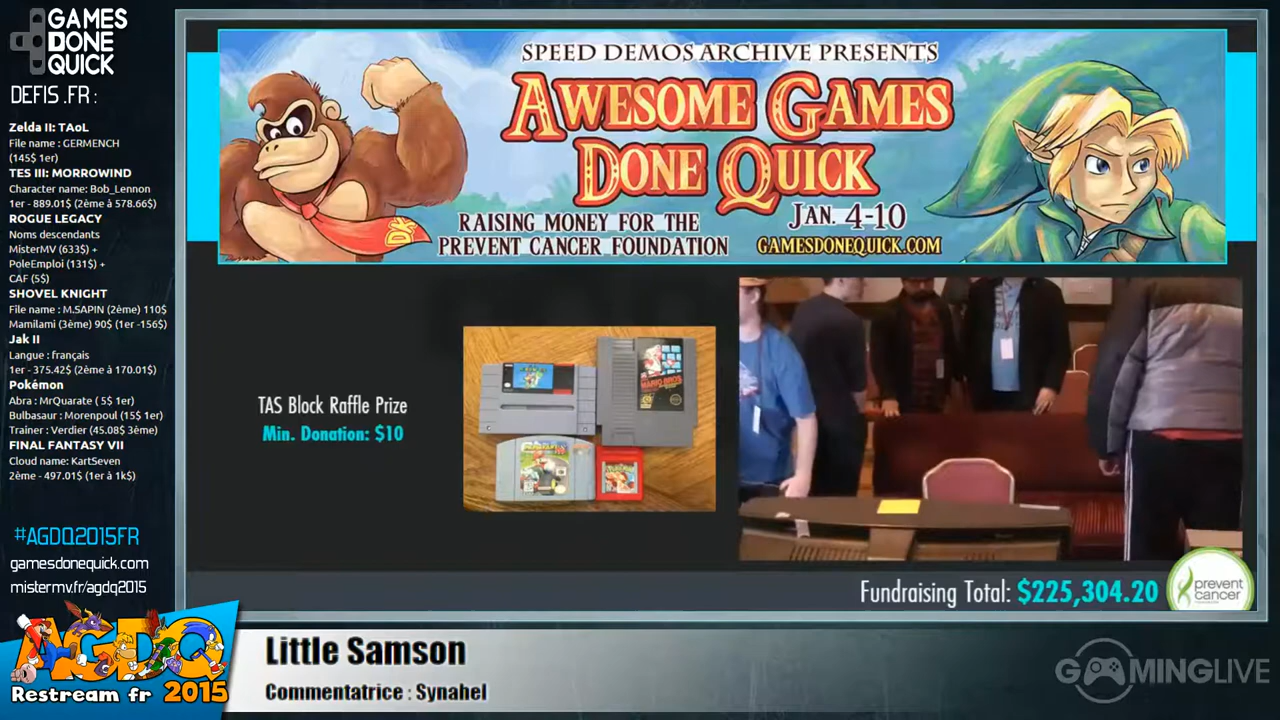 GAMES
DONE
QUICK
DEFIS .FR :
Zelda II: TAoL
File name : GERMENCH
(145$ 1er)
TES III: MORROWIND
Character name: Bob_Lennon
1er - 889.01$ (2ème à 578.66$)
ROGUE LEGACY
Noms descendants
MisterMV (633$) +
PoleEmploi (131$) +
CAF (5$)
SHOVEL KNIGHT
File name : M.SAPIN (2ème) 110$
Mamilami (3ème) 90$ (1er -156$)
Jak II
Langue : français
1er - 375.42$ (2ème à 170.01$)
Pokémon
Abra : MrQuarate ( 5$ 1er)
Bulbasaur : Morenpoul (15$ 1er)
Trainer : Verdier (45.08$ 3ème)
FINAL FANTASY VII
Cloud name: KartSeven
2ème - 497.01$ (1er à 1k$)
#AGDQ2015FR
gamesdonequick.com
mistermv.fr/agdq2015
AGDQ
Restream fr 2015
SPEED DEMOS ARCHIVE PRESENTS
AWESOME GAMES
DONE QUICK
JAN. 4-10
RAISING MONEY FOR THE
PREVENT CANCER FOUNDATION
GAMESDONEQUICK.COM
DK
TAS Block Raffle Prize
Min. Donation: $10
MARIO BROS
Fundraising Total: $225,304.20
prevent
cancer
Little Samson
Commentatrice : Synahel
GAMINGLIVE